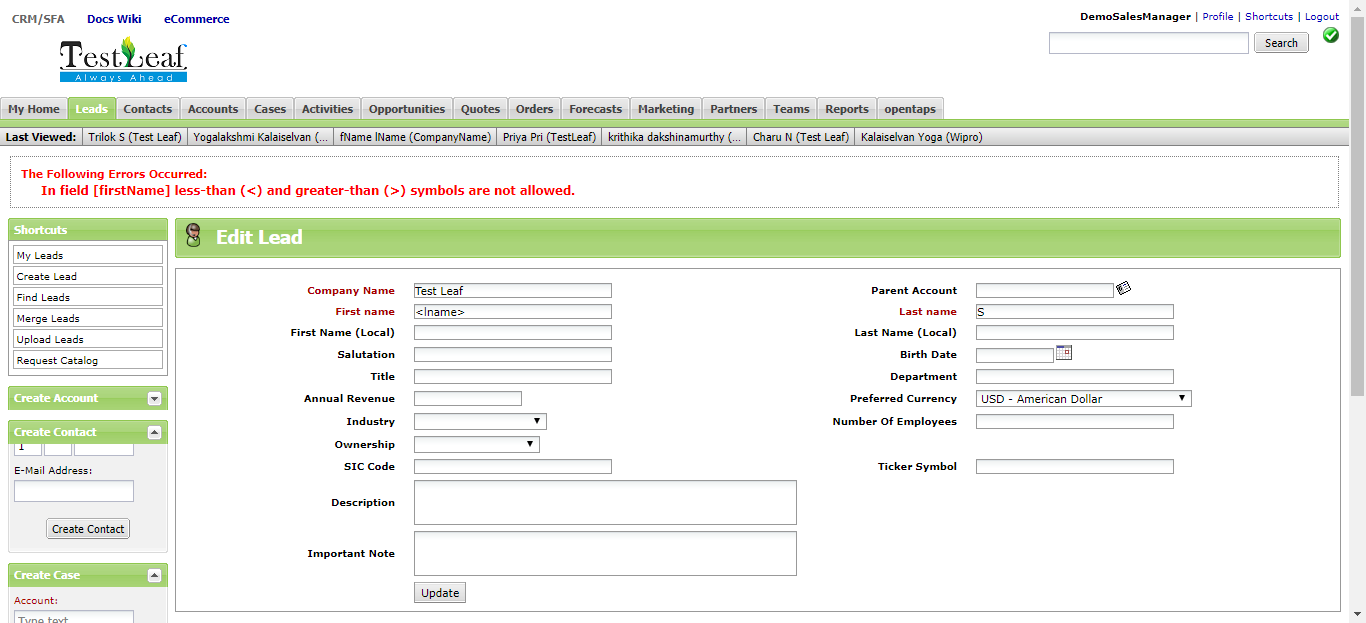 CRM/SFA Docs Wiki eCommerce
DemoSalesManager | Profile | Shortcuts | Logout
TestLeaf
Always Ahead
Search
My Home Leads Contacts Accounts Cases Activities Opportunities Quotes Orders Forecasts Marketing Partners Teams Reports opentaps
Last Viewed: Trilok S (Test Leaf) Yogalakshmi Kalaiselvan (... fName lName (CompanyName) Priya Pri (TestLeaf) krithika dakshinamurthy (... Charu N (Test Leaf) Kalaiselvan Yoga (Wipro)
The Following Errors Occurred:
In field [firstName] less-than (<) and greater-than (>) symbols are not allowed.
Shortcuts
My Leads
Create Lead
Find Leads
Merge Leads
Upload Leads
Request Catalog
Create Account
Create Contact
1
E-Mail Address:
Create Contact
Create Case
Account:
Type text
Edit Lead
Company Name Test Leaf Parent Account
First name <lname> Last name S
First Name (Local) Last Name (Local)
Salutation Birth Date
Title Department
Annual Revenue Preferred Currency USD - American Dollar
Industry Number Of Employees
Ownership
SIC Code Ticker Symbol
Description
Important Note
Update